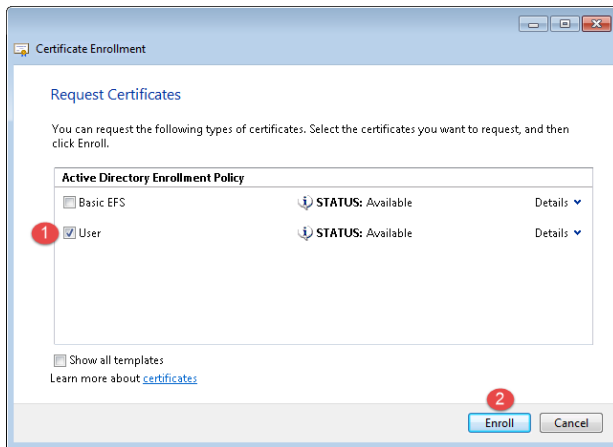 Certificate Enrollment
Request Certificates
You can request the following types of certificates. Select the certificates you want to request, and then
click Enroll.
Active Directory Enrollment Policy
Basic EFS STATUS: Available Details
1 User STATUS: Available Details
Show all templates
Learn more about certificates
2
Enroll Cancel